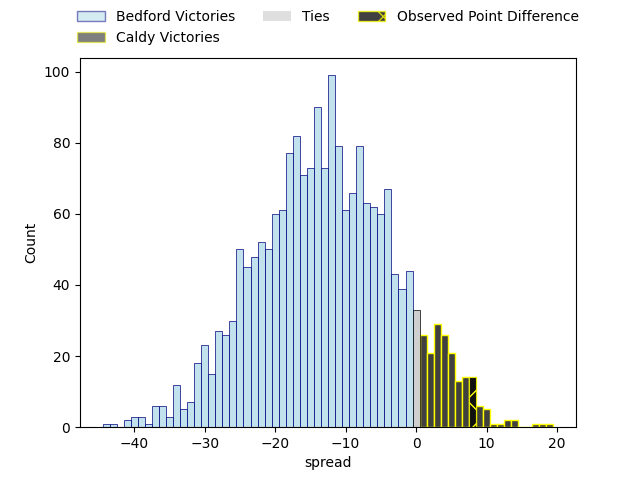 Bedford Victories
Ties
Observed Point Difference
Caldy Victories
100
80
60
40
20
0
Count
−40
−30
−20
−10
0
10
20
spread